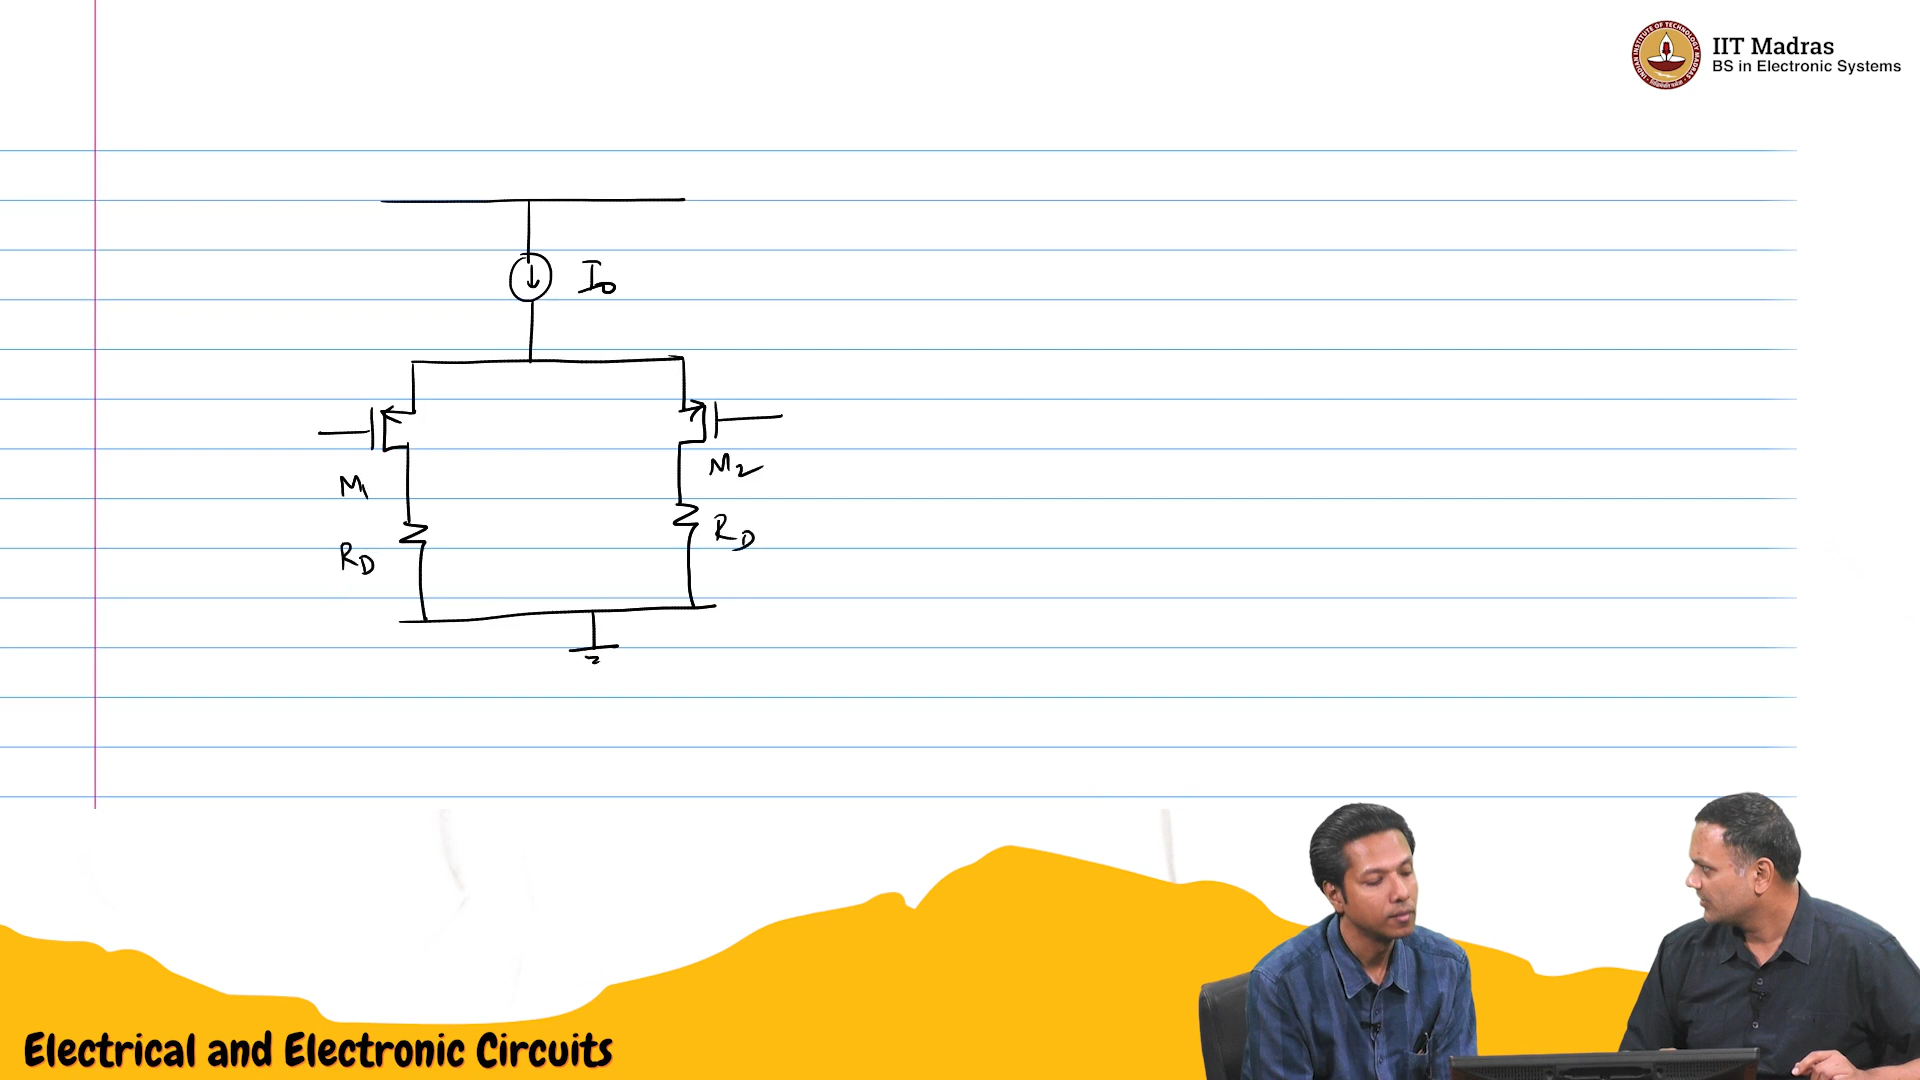 IIT Madras
BS in Electronic Systems
I0
M1
M2
RD
RD
Electrical and Electronic Circuits